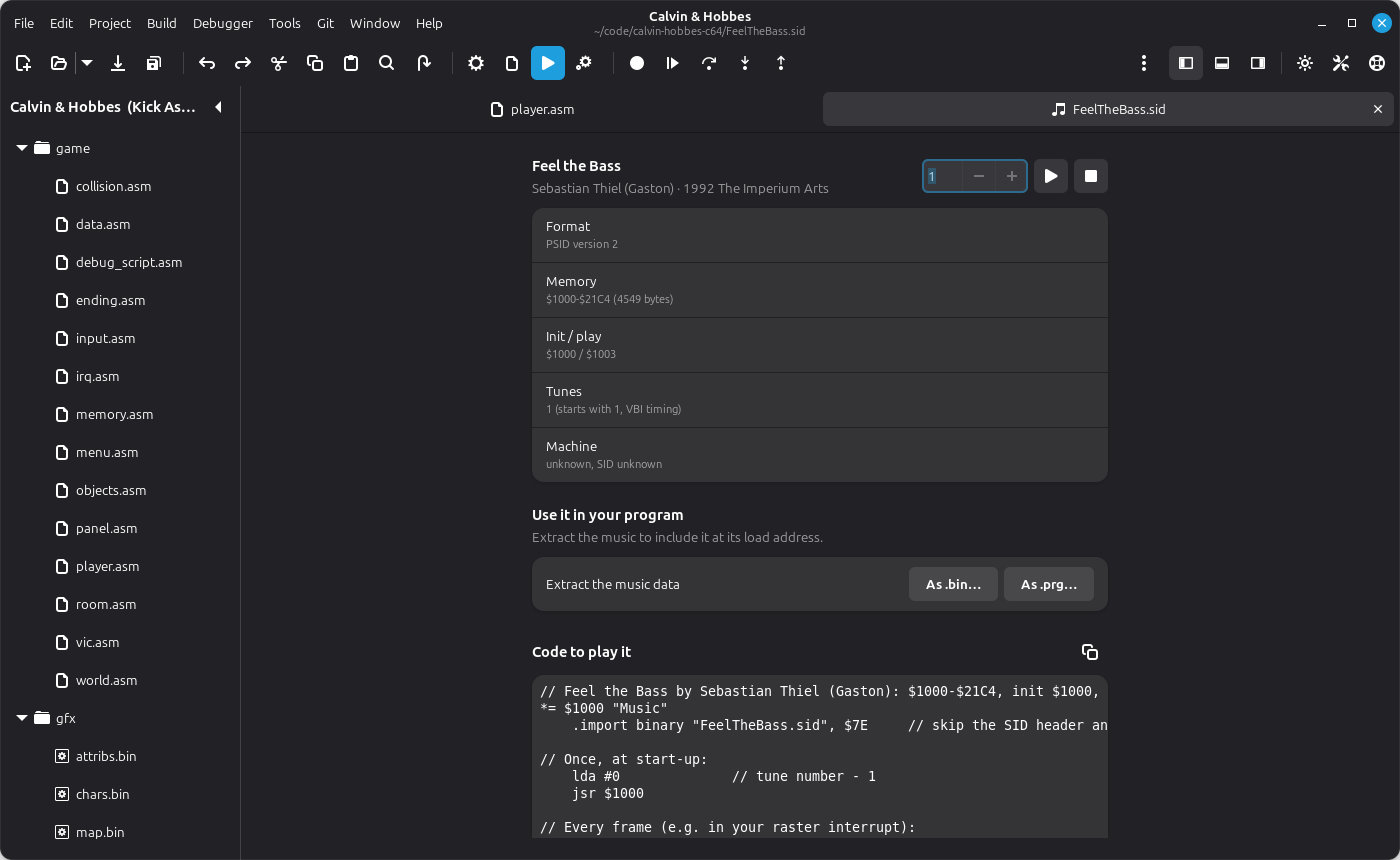 File Edit Project Build Debugger Tools Git Window Help
Calvin & Hobbes
~/code/calvin-hobbes-c64/FeelTheBass.sid
Calvin & Hobbes (Kick As...
player.asm
FeelTheBass.sid
game
collision.asm
data.asm
debug_script.asm
ending.asm
input.asm
irq.asm
memory.asm
menu.asm
objects.asm
panel.asm
player.asm
room.asm
vic.asm
world.asm
gfx
attribs.bin
chars.bin
map.bin
Feel the Bass
Sebastian Thiel (Gaston) · 1992 The Imperium Arts
1
Format
PSID version 2
Memory
$1000-$21C4 (4549 bytes)
Init / play
$1000 / $1003
Tunes
1 (starts with 1, VBI timing)
Machine
unknown, SID unknown
Use it in your program
Extract the music to include it at its load address.
Extract the music data
As .bin...
As .prg...
Code to play it
// Feel the Bass by Sebastian Thiel (Gaston): $1000-$21C4, init $1000,
*= $1000 "Music"
    .import binary "FeelTheBass.sid", $7E     // skip the SID header an
// Once, at start-up:
    lda #0              // tune number - 1
    jsr $1000
// Every frame (e.g. in your raster interrupt):